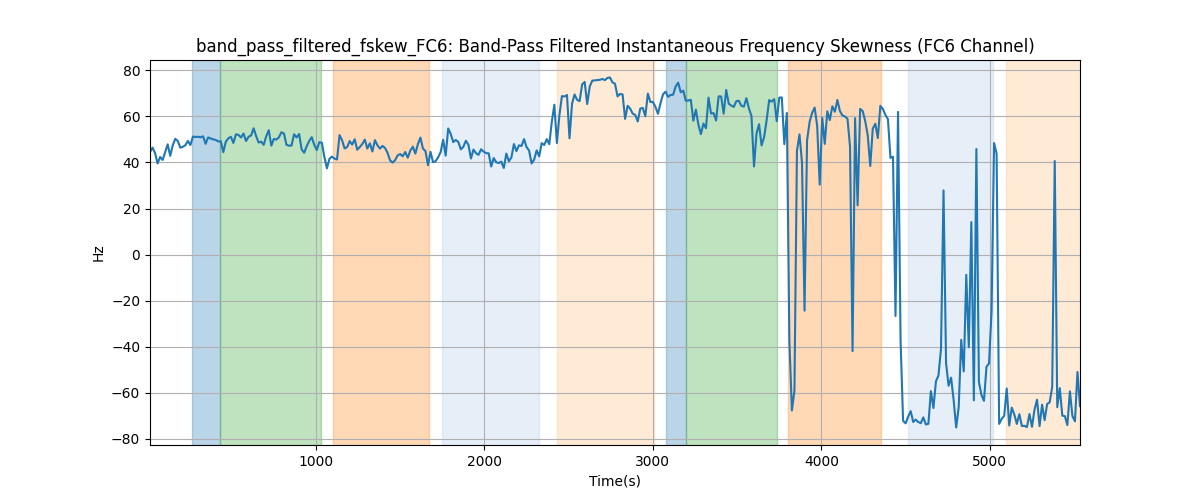 band_pass_filtered_fskew_FC6: Band-Pass Filtered Instantaneous Frequency Skewness (FC6 Channel)
80
60
40
20
0
−20
−40
−60
−80
Hz
1000 2000 3000 4000 5000
Time(s)